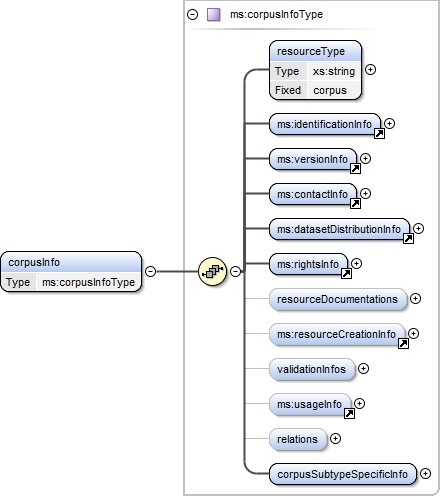 ms:corpusInfoType
resourceType
Type xs:string
Fixed corpus
ms:identificationInfo
ms:versionInfo
ms:contactInfo
ms:datasetDistributionInfo
ms:rightsInfo
corpusInfo
Type ms:corpusInfoType
resourceDocumentations
ms:resourceCreationInfo
validationInfos
ms:usageInfo
relations
corpusSubtypeSpecificInfo